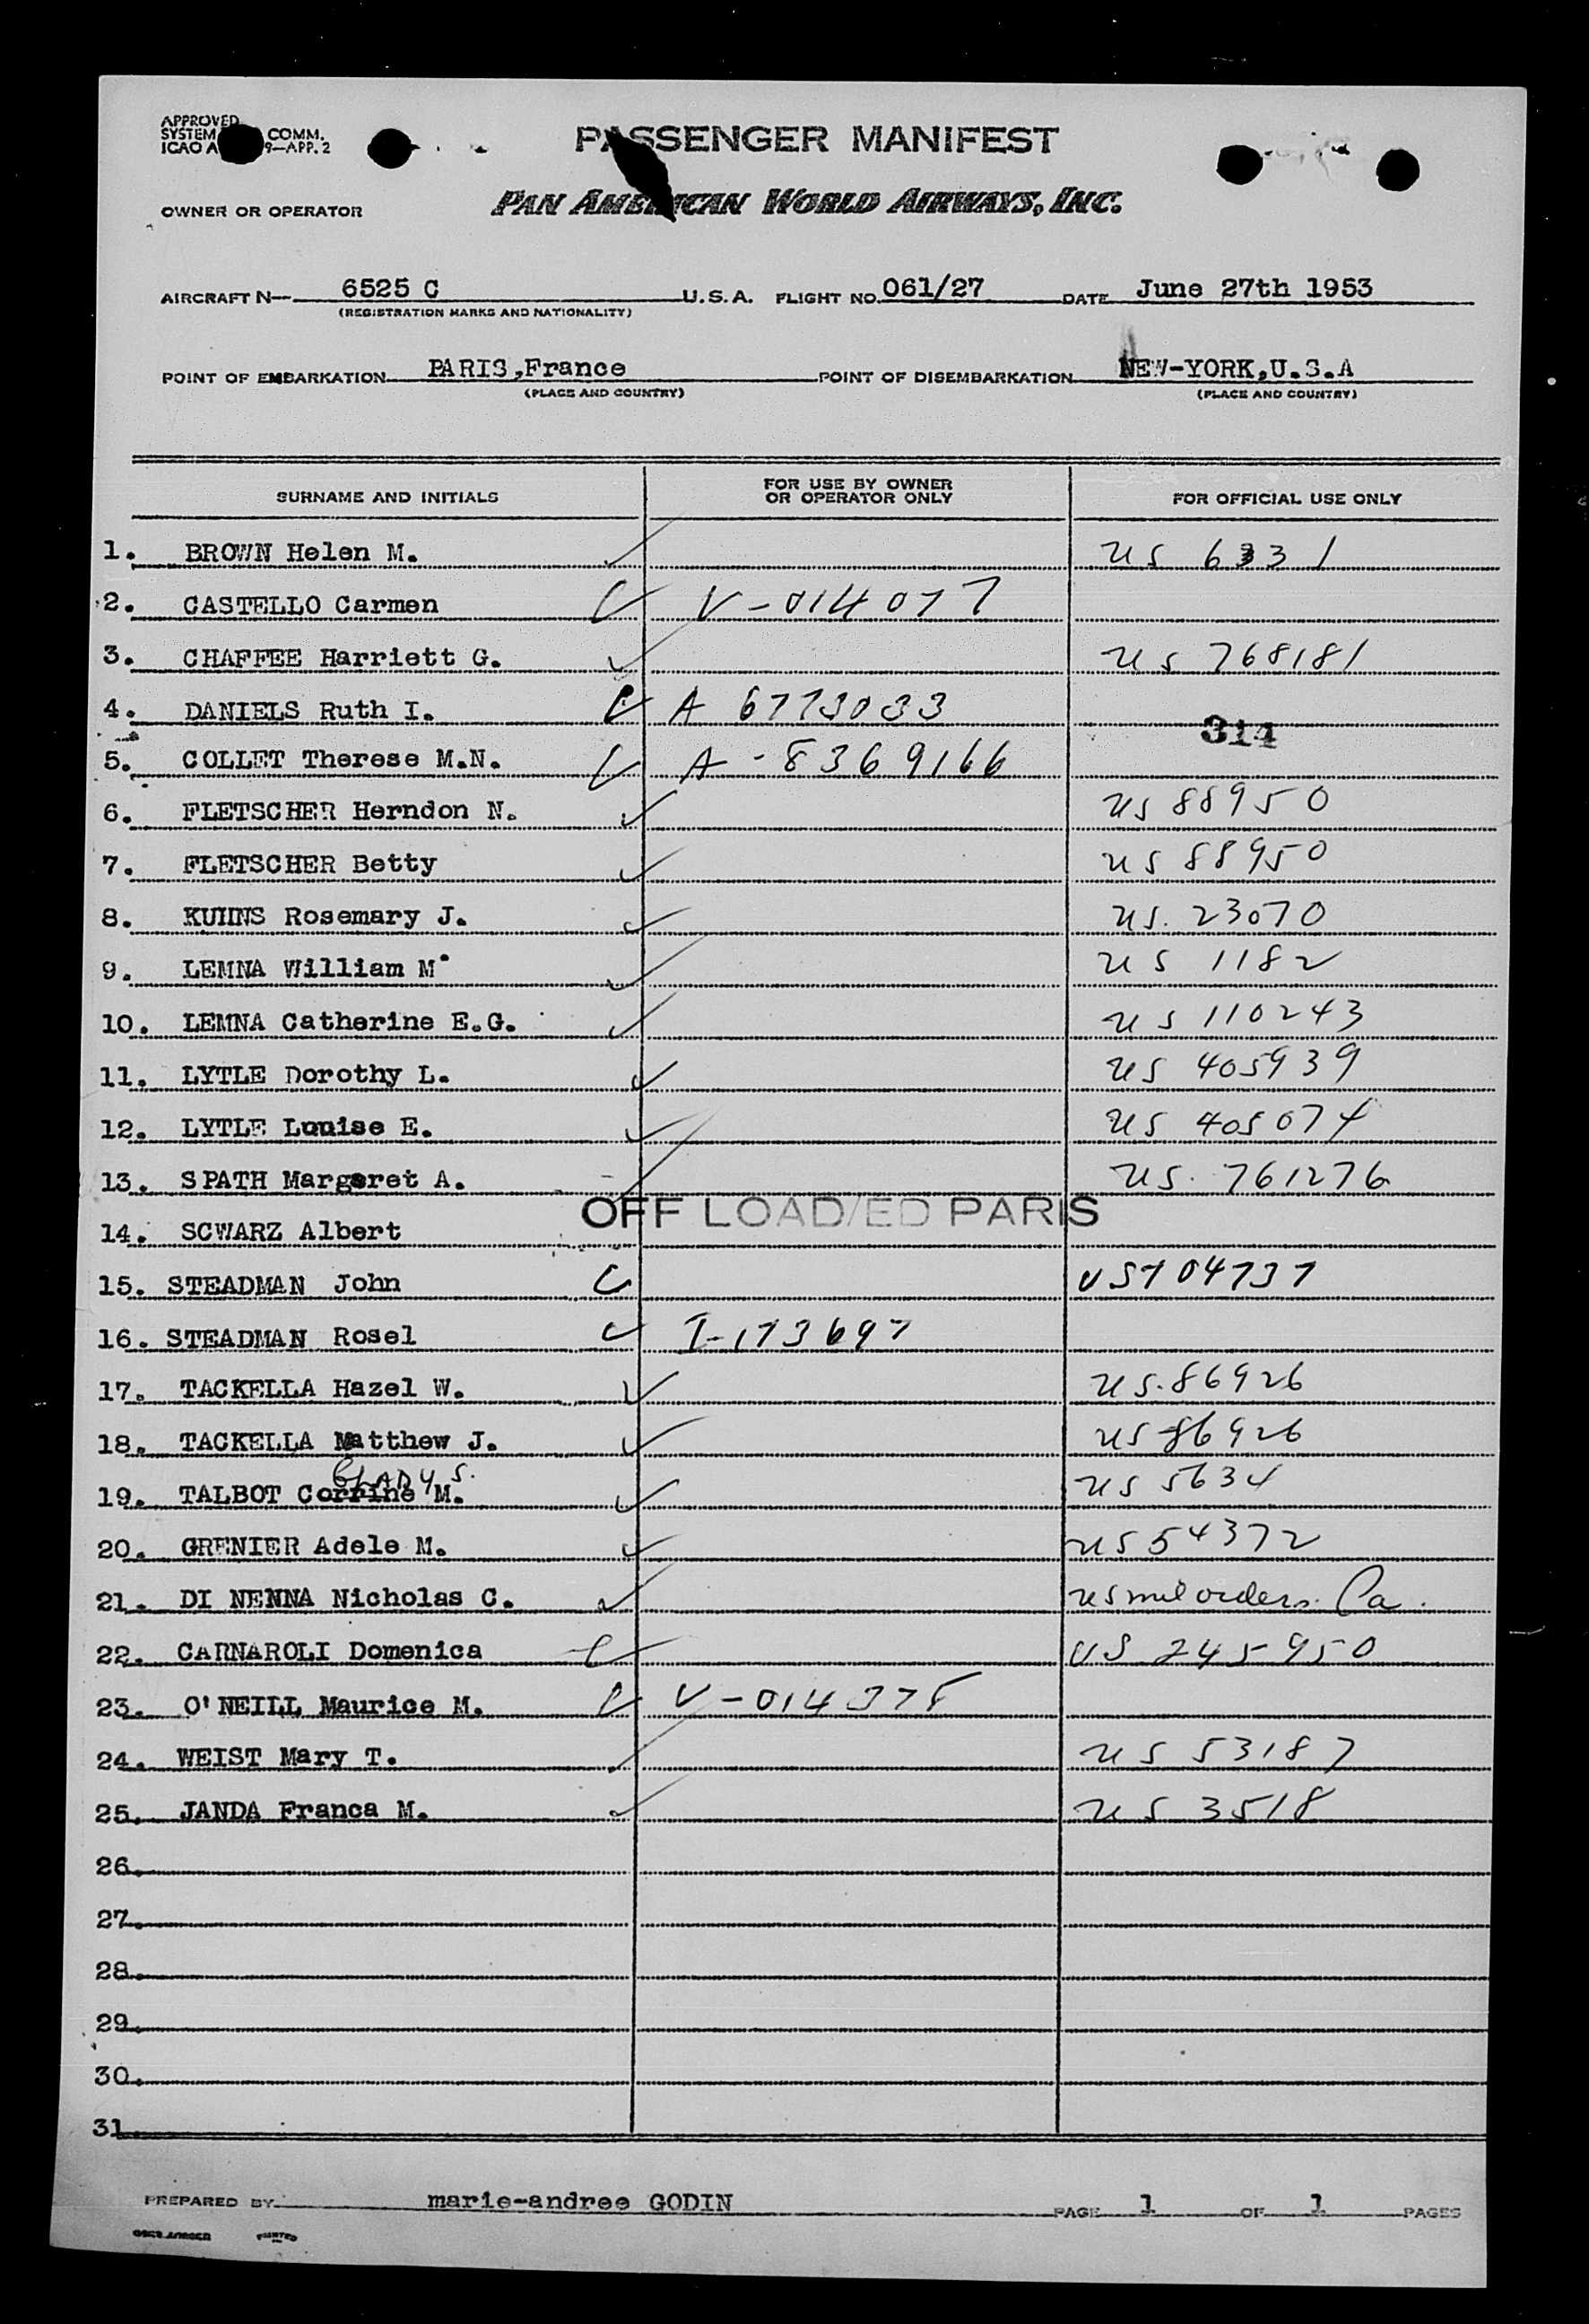 APPROVED
SYSTEM COMM.
ICAO A 9—APP. 2
PASSENGER MANIFEST
OWNER OR OPERATOR PAN AMERICAN WORLD AIRWAYS, INC.
AIRCRAFT N— 6525 C U.S.A. FLIGHT NO. 061/27 DATE June 27th 1953
(REGISTRATION MARKS AND NATIONALITY)
POINT OF EMBARKATION PARIS,France POINT OF DISEMBARKATION NEW-YORK,U.S.A
(PLACE AND COUNTRY) (PLACE AND COUNTRY)
SURNAME AND INITIALS FOR USE BY OWNER OR OPERATOR ONLY FOR OFFICIAL USE ONLY
1. BROWN Helen M. US 6331
2. CASTELLO Carmen V-014077
3. CHAFFEE Harriett G. US 768181
4. DANIELS Ruth I. A 6773033
314
5. COLLET Therese M.N. A-8369166
6. FLETSCHER Herndon N. US 88950
7. FLETSCHER Betty US 88950
8. KUHNS Rosemary J. US. 23070
9. LEMNA William M. US 1182
10. LEMNA Catherine E.G. US 110243
11. LYTLE Dorothy L. US 405939
12. LYTLE Louise E. US 405074
13. SPATH Margaret A. US. 761276
OFF LOAD/ED PARIS
14. SCWARZ Albert
15. STEADMAN John US704737
16. STEADMAN Rosel I-173697
17. TACKELLA Hazel W. US.86926
18. TACKELLA Matthew J. US 86926
GLADYS.
19. TALBOT Corrine M. US 5634
20. GRENIER Adele M. US 54372
21. DI NENNA Nicholas C. US mil orders. Ca.
22. CARNAROLI Domenica US 245950
23. O'NEILL Maurice M. V-014375
24. WEIST Mary T. US 53187
25. JANDA Franca M. US 3518
26.
27.
28.
29.
30.
31.
PREPARED BY marie-andree GODIN PAGE 1 OF 1 PAGES